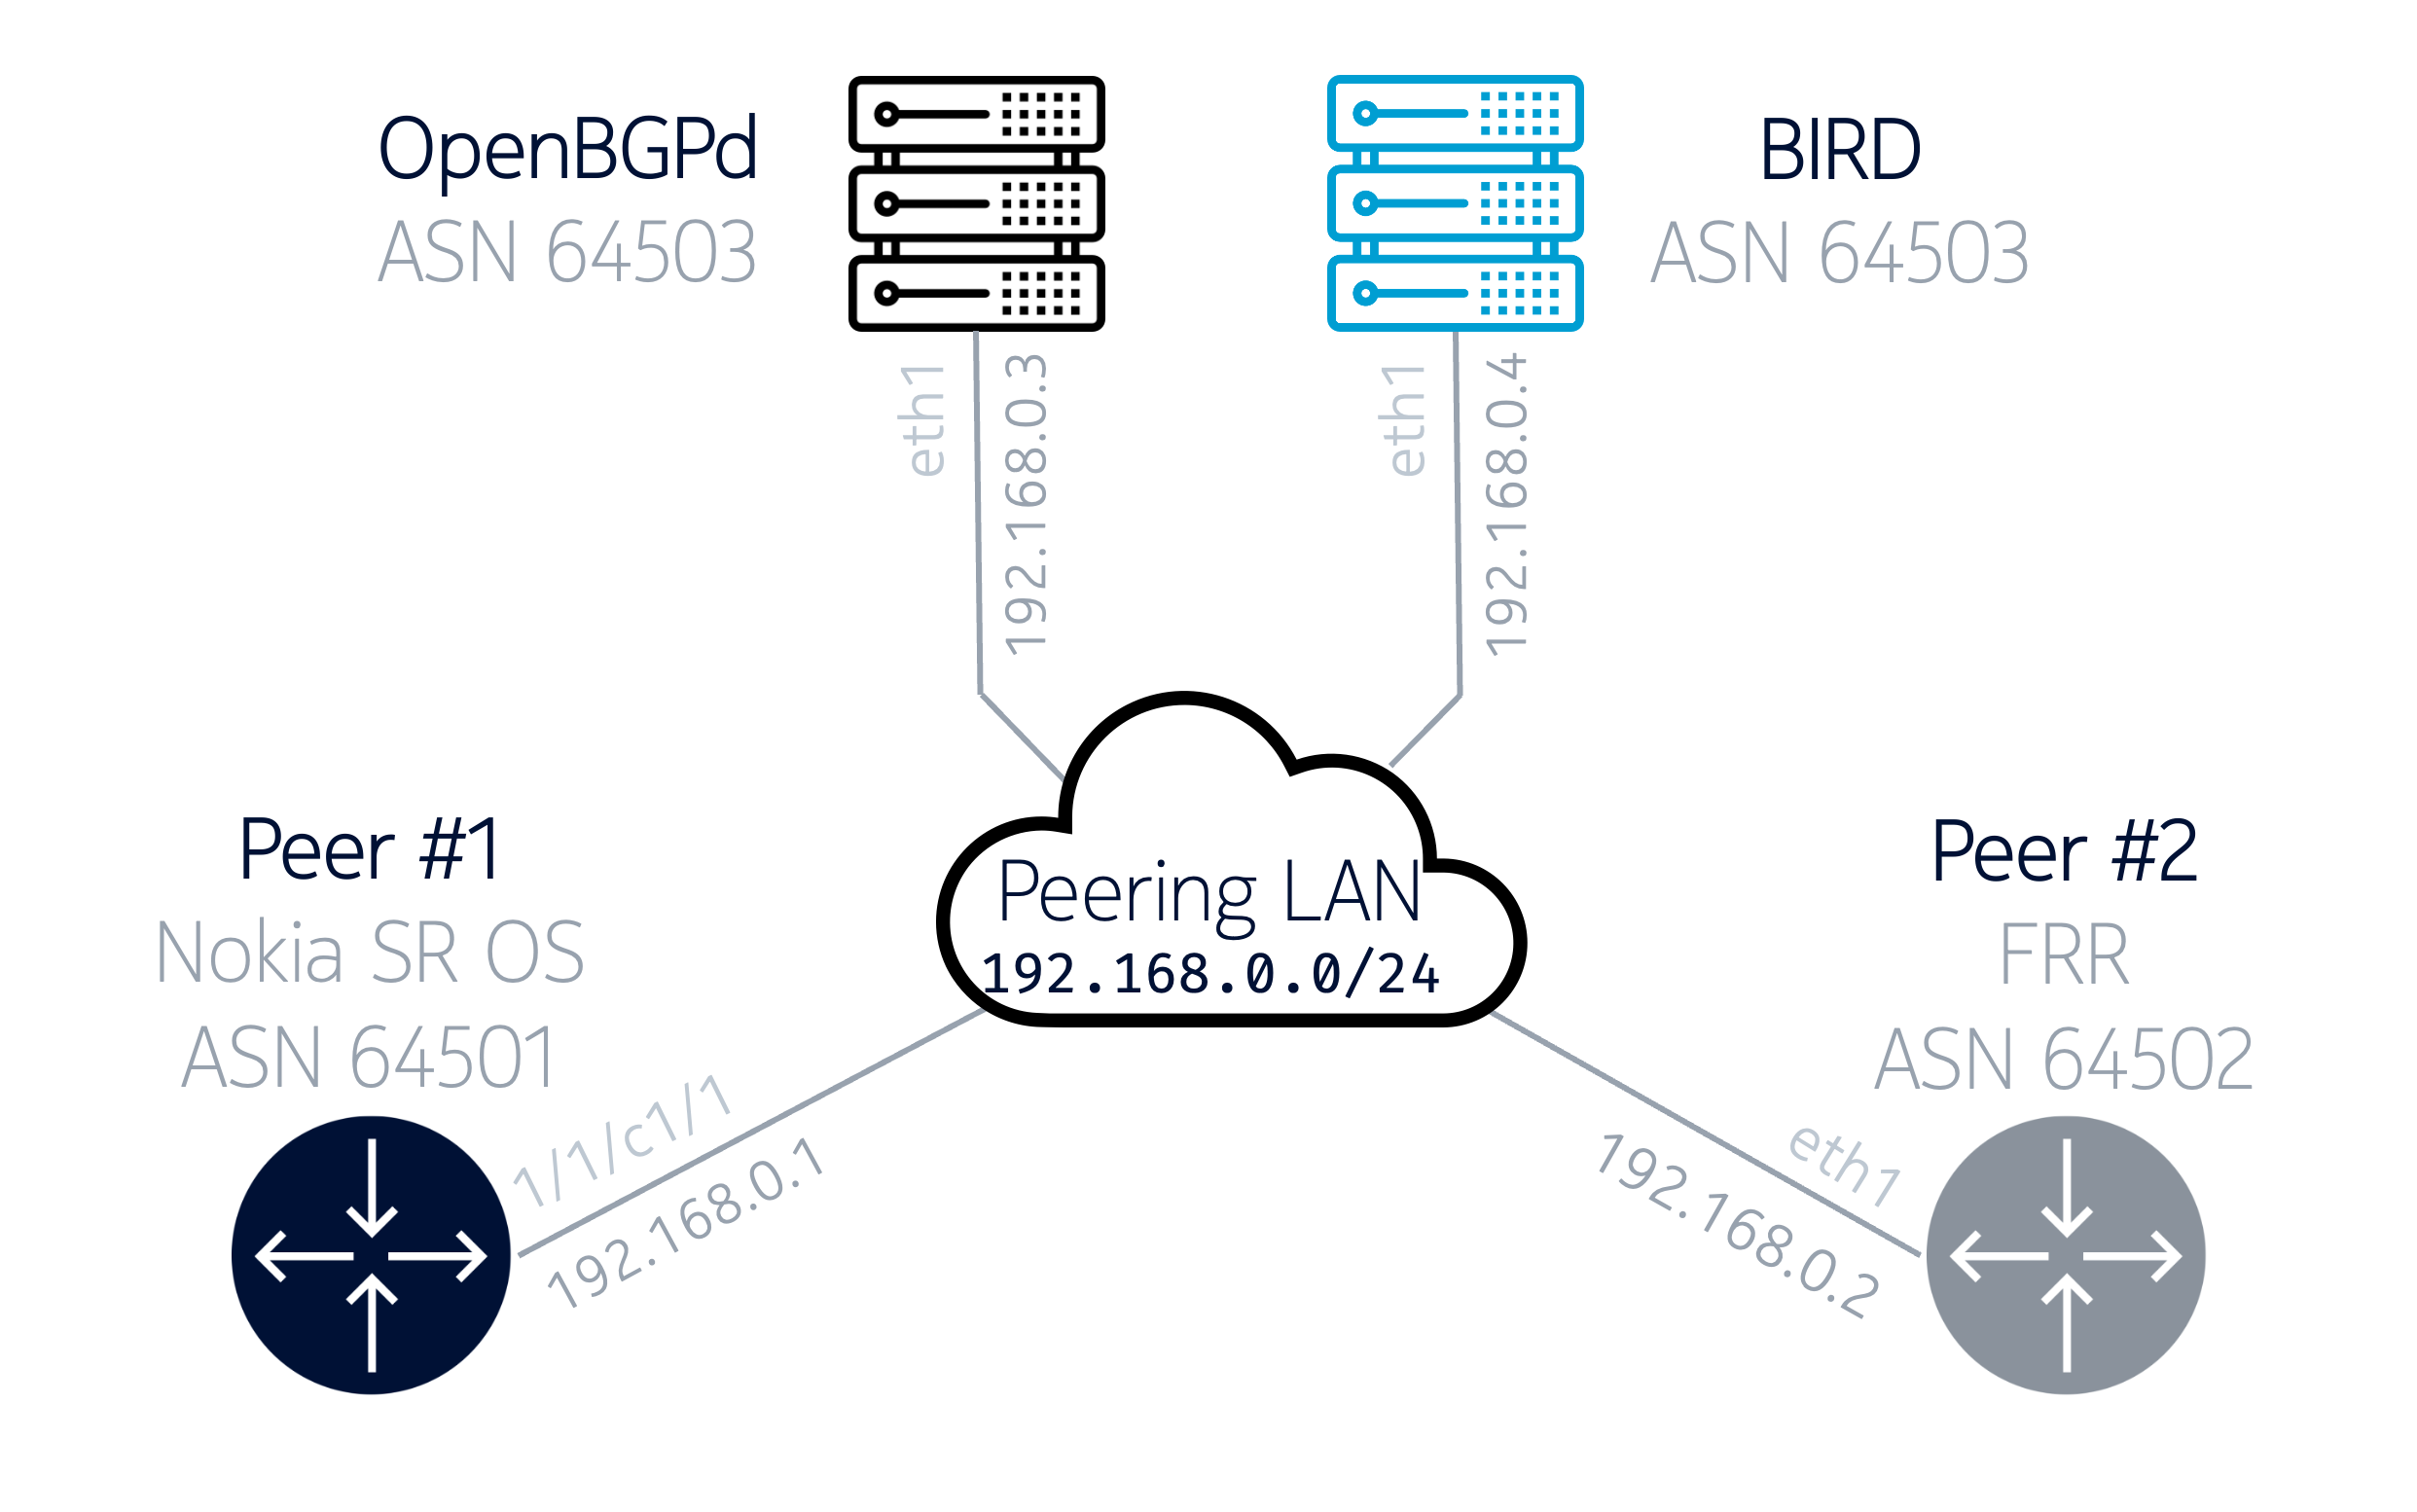 OpenBGPd
ASN 64503
BIRD
ASN 64503
eth1
192.168.0.3
eth1
192.168.0.4
Peering LAN
192.168.0.0/24
Peer #1
Nokia SR OS
ASN 64501
1/1/c1/1
192.168.0.1
Peer #2
FRR
ASN 64502
eth1
192.168.0.2